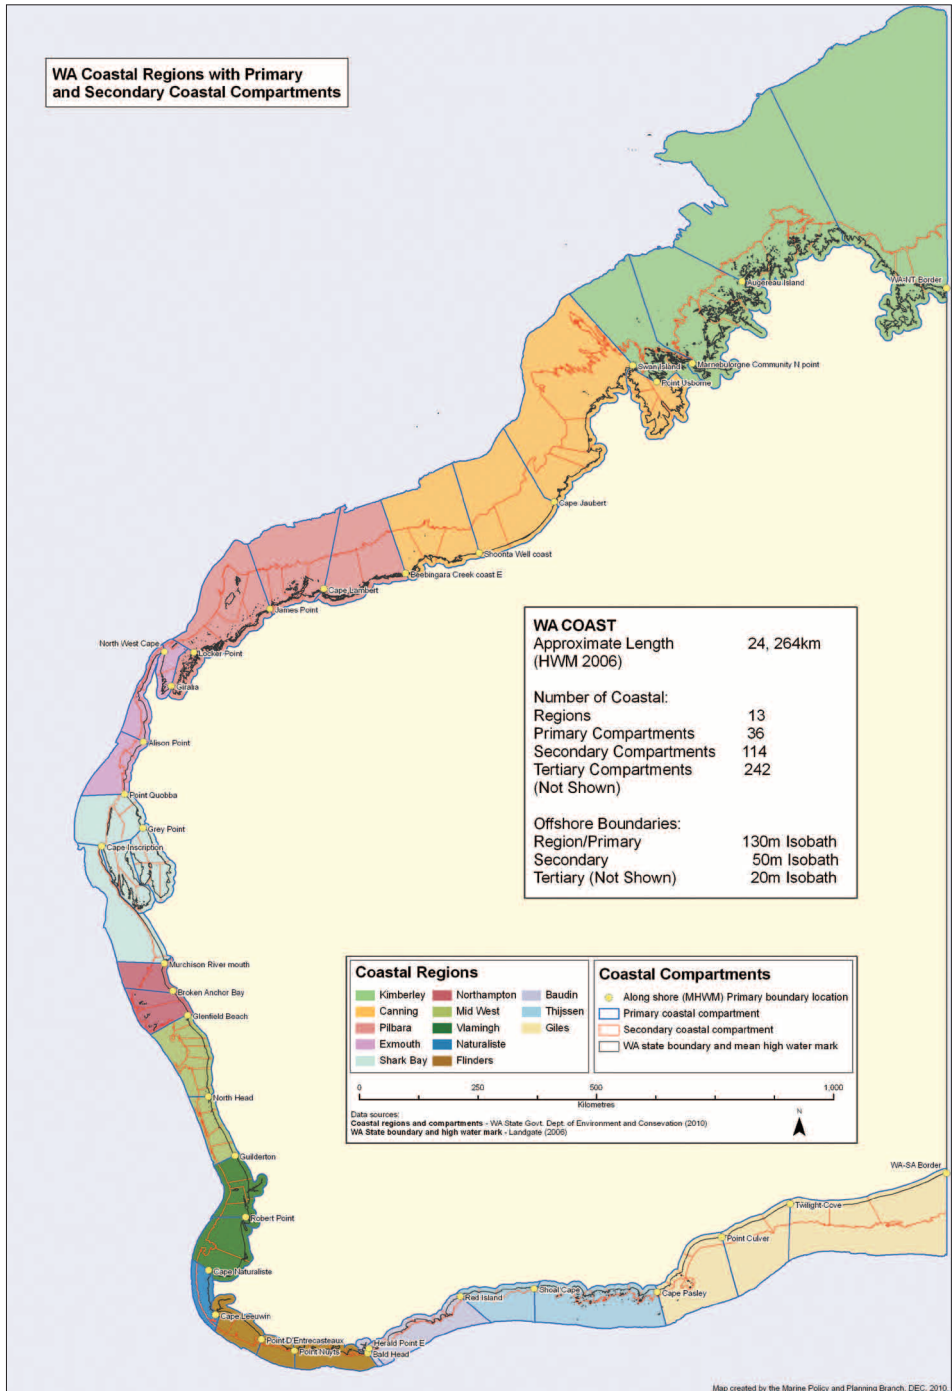 WA Coastal Regions with Primary
and Secondary Coastal Compartments
WA-NT Border
Augereau Island
Swan Island
Marnebulorgne Community N point
Point Usborne
Cape Jaubert
Shoonta Well coast
Beebingara Creek coast E
Cape Lambert
James Point
North West Cape
Locker Point
Giralia
Alison Point
Point Quobba
Grey Point
Cape Inscription
Murchison River mouth
Broken Anchor Bay
Glenfield Beach
North Head
Guilderton
Robert Point
Cape Naturaliste
Cape Leeuwin
Point D'Entrecasteaux
Point Nuyts
Herald Point E
Bald Head
Red Island
Shoal Cape
Cape Pasley
Point Culver
Twilight Cove
WA-SA Border
WA COAST
Approximate Length 24, 264km
(HWM 2006)
Number of Coastal:
Regions 13
Primary Compartments 36
Secondary Compartments 114
Tertiary Compartments 242
(Not Shown)
Offshore Boundaries:
Region/Primary 130m Isobath
Secondary 50m Isobath
Tertiary (Not Shown) 20m Isobath
Coastal Regions
Kimberley Northampton Baudin
Canning Mid West Thijssen
Pilbara Vlamingh Giles
Exmouth Naturaliste
Shark Bay Flinders
Coastal Compartments
Along shore (MHWM) Primary boundary location
Primary coastal compartment
Secondary coastal compartment
WA state boundary and mean high water mark
0 250 500 1,000
Kilometres
Data sources:
Coastal regions and compartments - WA State Govt. Dept. of Environment and Consevation (2010)
WA State boundary and high water mark - Landgate (2006)
N
Map created by the Marine Policy and Planning Branch, DEC, 2010